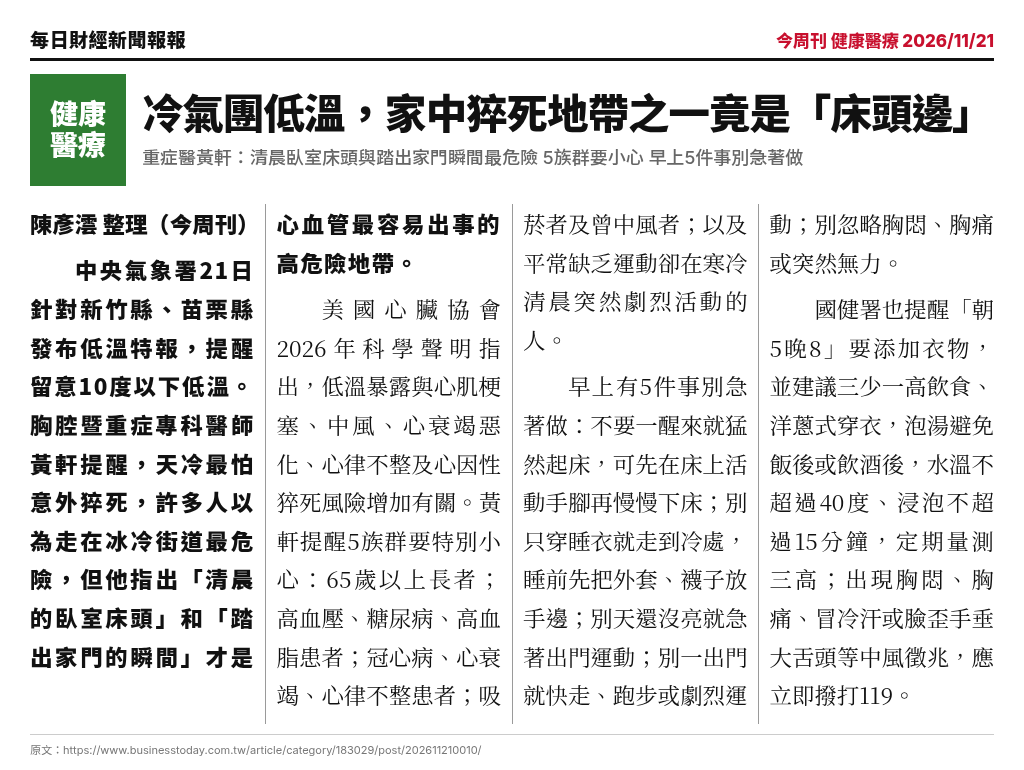 每日財經新聞報報
今周刊 健康醫療 2026/11/21
健康
醫療
冷氣團低溫，家中猝死地帶之一竟是「床頭邊」
重症醫黃軒：清晨臥室床頭與踏出家門瞬間最危險 5族群要小心 早上5件事別急著做
陳彥澐 整理（今周刊）
中央氣象署21日
針對新竹縣、苗栗縣
發布低溫特報，提醒
留意10度以下低溫。
胸腔暨重症專科醫師
黃軒提醒，天冷最怕
意外猝死，許多人以
為走在冰冷街道最危
險，但他指出「清晨
的臥室床頭」和「踏
出家門的瞬間」才是
心血管最容易出事的
高危險地帶。
美國心臟協會
2026年科學聲明指
出，低溫暴露與心肌梗
塞、中風、心衰竭惡
化、心律不整及心因性
猝死風險增加有關。黃
軒提醒5族群要特別小
心：65歲以上長者；
高血壓、糖尿病、高血
脂患者；冠心病、心衰
竭、心律不整患者；吸
菸者及曾中風者；以及
平常缺乏運動卻在寒冷
清晨突然劇烈活動的
人。
早上有5件事別急
著做：不要一醒來就猛
然起床，可先在床上活
動手腳再慢慢下床；別
只穿睡衣就走到冷處，
睡前先把外套、襪子放
手邊；別天還沒亮就急
著出門運動；別一出門
就快走、跑步或劇烈運
動；別忽略胸悶、胸痛
或突然無力。
國健署也提醒「朝
5晚8」要添加衣物，
並建議三少一高飲食、
洋蔥式穿衣，泡湯避免
飯後或飲酒後，水溫不
超過40度、浸泡不超
過15分鐘，定期量測
三高；出現胸悶、胸
痛、冒冷汗或臉歪手垂
大舌頭等中風徵兆，應
立即撥打119。
原文：https://www.businesstoday.com.tw/article/category/183029/post/202611210010/